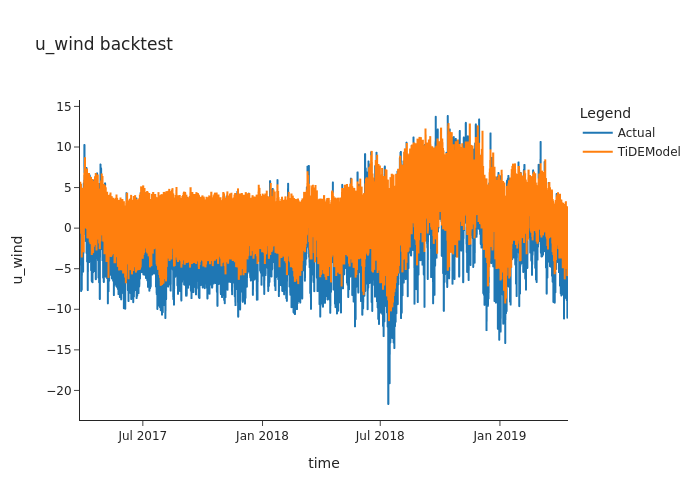 u_wind backtest
Legend
Actual
TiDEModel
15
10
5
0
−5
−10
−15
−20
u_wind
Jul 2017
Jan 2018
Jul 2018
Jan 2019
time